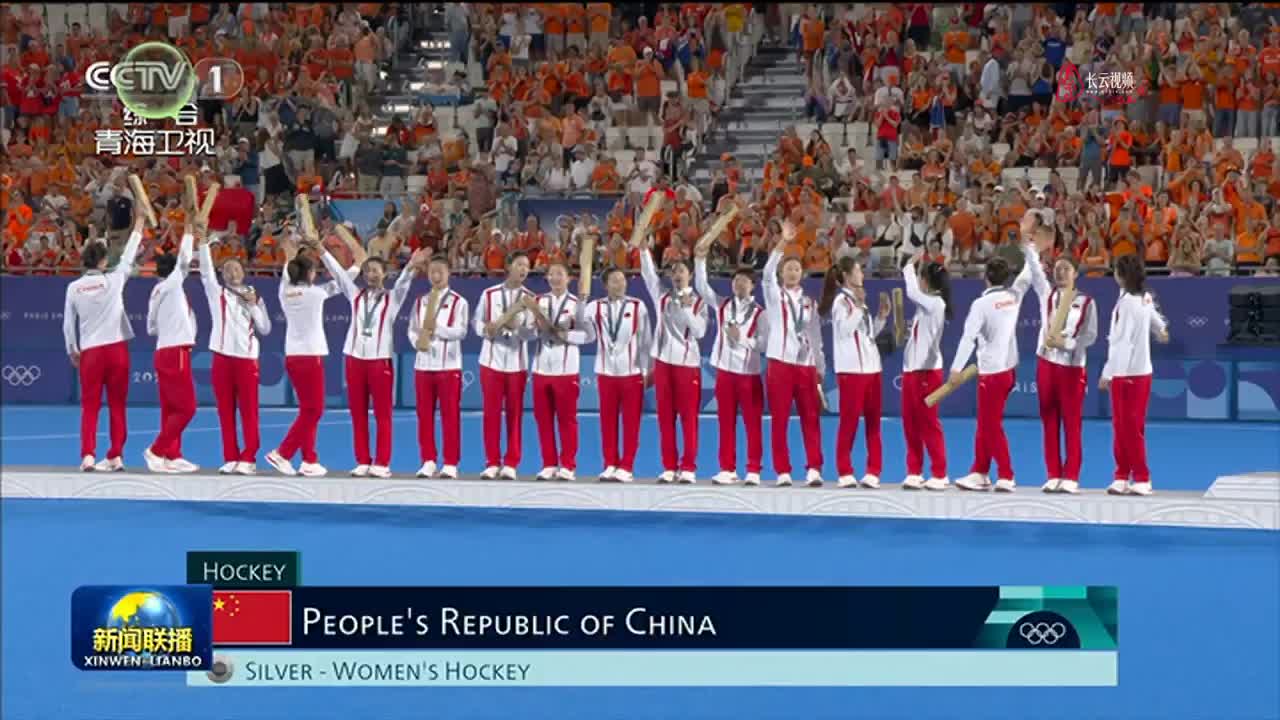 CCTV 1
综合
青海卫视
长云视频
CHINA
CHINA
HOCKEY
PEOPLE'S REPUBLIC OF CHINA
新闻联播
XINWEN-LIANBO
SILVER - WOMEN'S HOCKEY